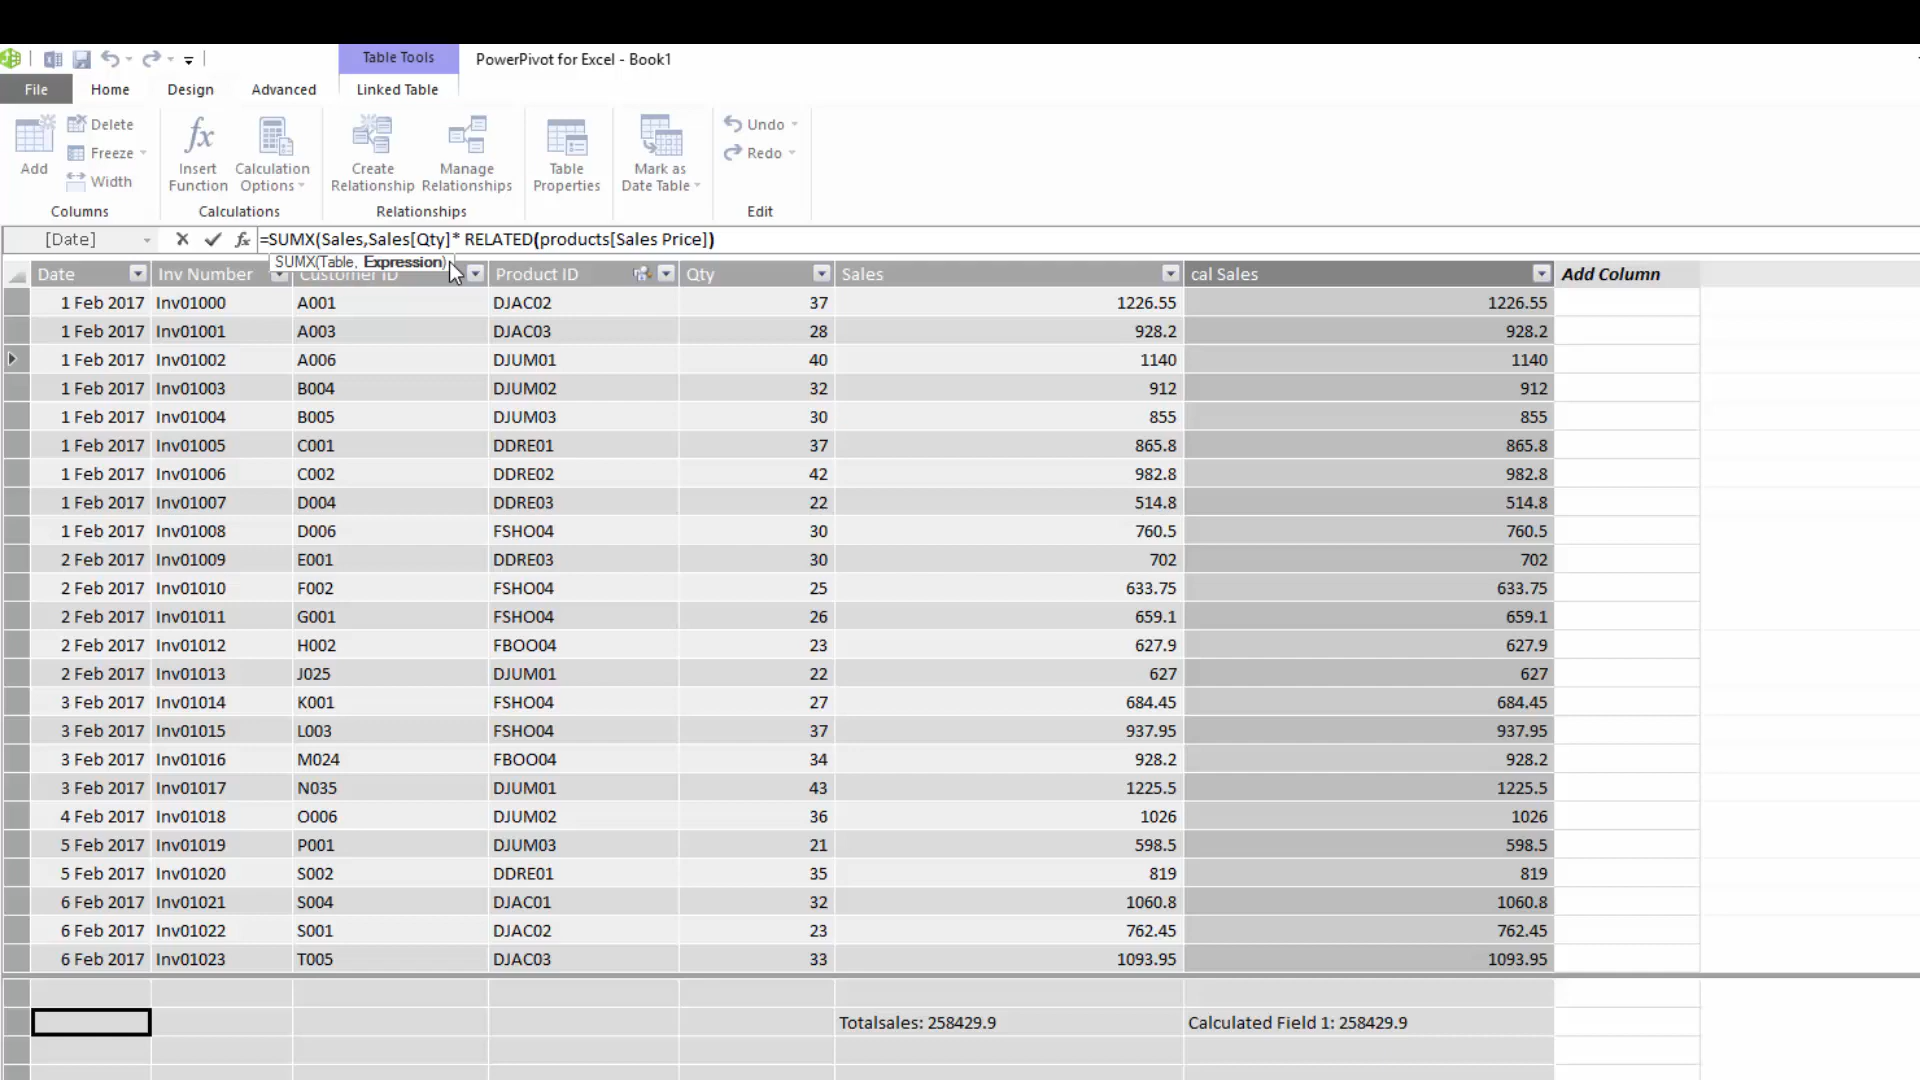 Table Tools PowerPivot for Excel - Book1
File Home Design Advanced Linked Table
Add
Delete
Freeze
Width
Columns
Insert Function
Calculation Options
Calculations
Create Relationship
Manage Relationships
Relationships
Table Properties
Mark as Date Table
Undo
Redo
Edit
[Date] fx =SUMX(Sales,Sales[Qty]* RELATED(products[Sales Price])
SUMX(Table, Expression)
Date Inv Number Customer ID Product ID Qty Sales cal Sales Add Column
1 Feb 2017 Inv01000 A001 DJAC02 37 1226.55 1226.55
1 Feb 2017 Inv01001 A003 DJAC03 28 928.2 928.2
1 Feb 2017 Inv01002 A006 DJUM01 40 1140 1140
1 Feb 2017 Inv01003 B004 DJUM02 32 912 912
1 Feb 2017 Inv01004 B005 DJUM03 30 855 855
1 Feb 2017 Inv01005 C001 DDRE01 37 865.8 865.8
1 Feb 2017 Inv01006 C002 DDRE02 42 982.8 982.8
1 Feb 2017 Inv01007 D004 DDRE03 22 514.8 514.8
1 Feb 2017 Inv01008 D006 FSHO04 30 760.5 760.5
2 Feb 2017 Inv01009 E001 DDRE03 30 702 702
2 Feb 2017 Inv01010 F002 FSHO04 25 633.75 633.75
2 Feb 2017 Inv01011 G001 FSHO04 26 659.1 659.1
2 Feb 2017 Inv01012 H002 FBOO04 23 627.9 627.9
2 Feb 2017 Inv01013 J025 DJUM01 22 627 627
3 Feb 2017 Inv01014 K001 FSHO04 27 684.45 684.45
3 Feb 2017 Inv01015 L003 FSHO04 37 937.95 937.95
3 Feb 2017 Inv01016 M024 FBOO04 34 928.2 928.2
3 Feb 2017 Inv01017 N035 DJUM01 43 1225.5 1225.5
4 Feb 2017 Inv01018 O006 DJUM02 36 1026 1026
5 Feb 2017 Inv01019 P001 DJUM03 21 598.5 598.5
5 Feb 2017 Inv01020 S002 DDRE01 35 819 819
6 Feb 2017 Inv01021 S004 DJAC01 32 1060.8 1060.8
6 Feb 2017 Inv01022 S001 DJAC02 23 762.45 762.45
6 Feb 2017 Inv01023 T005 DJAC03 33 1093.95 1093.95
Totalsales: 258429.9 Calculated Field 1: 258429.9